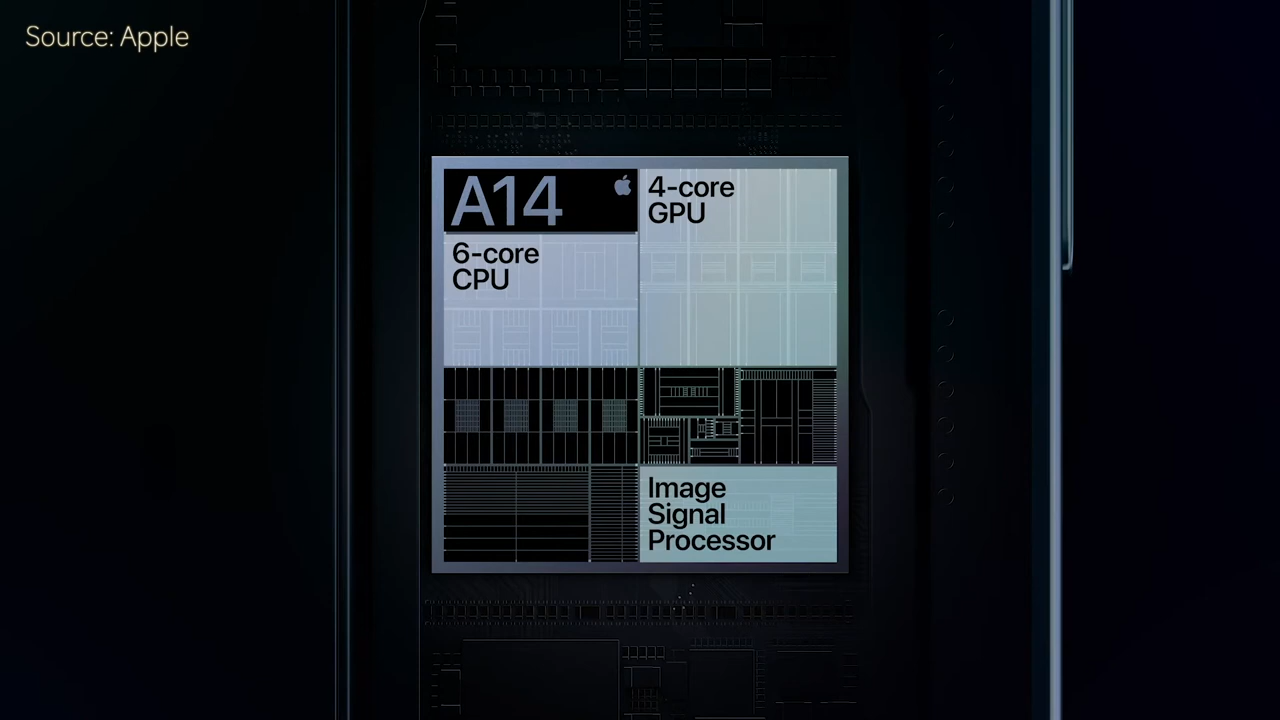 Source: Apple
A14
4-core
GPU
6-core
CPU
Image
Signal
Processor